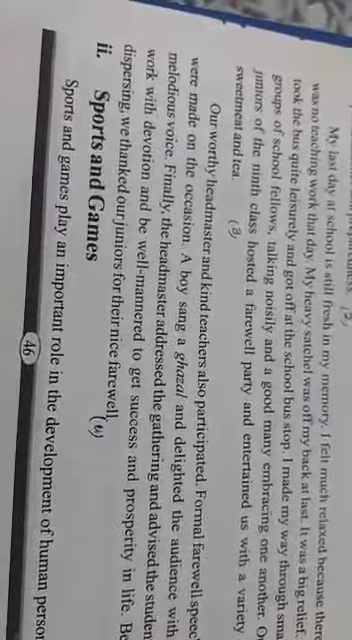 (2)
My last day at school is still fresh in my memory. I felt much relaxed because ther
was no teaching work that day. My heavy satchet was off my back at last. It was a big relief.
took the bus quite leisurely and got off at the school bus stop. I made my way through sm
groups of school fellows, talking noisily and a good many embracing one another. O
juniors of the ninth class hosted a farewell party and entertained us with a variety
sweetmeat and tea.
(3)
Our worthy headmaster and kind teachers also participated. Formal farewell speec
were made on the occasion. A boy sang a ghazal and delighted the audience with
melodious voice. Finally, the headmaster addressed the gathering and advised the studen
work with devotion and be well-mannered to get success and prosperity in life. Be
dispersing, we thanked our juniors for their nice farewell.
(4)
ii. Sports and Games
Sports and games play an important role in the development of human person
46